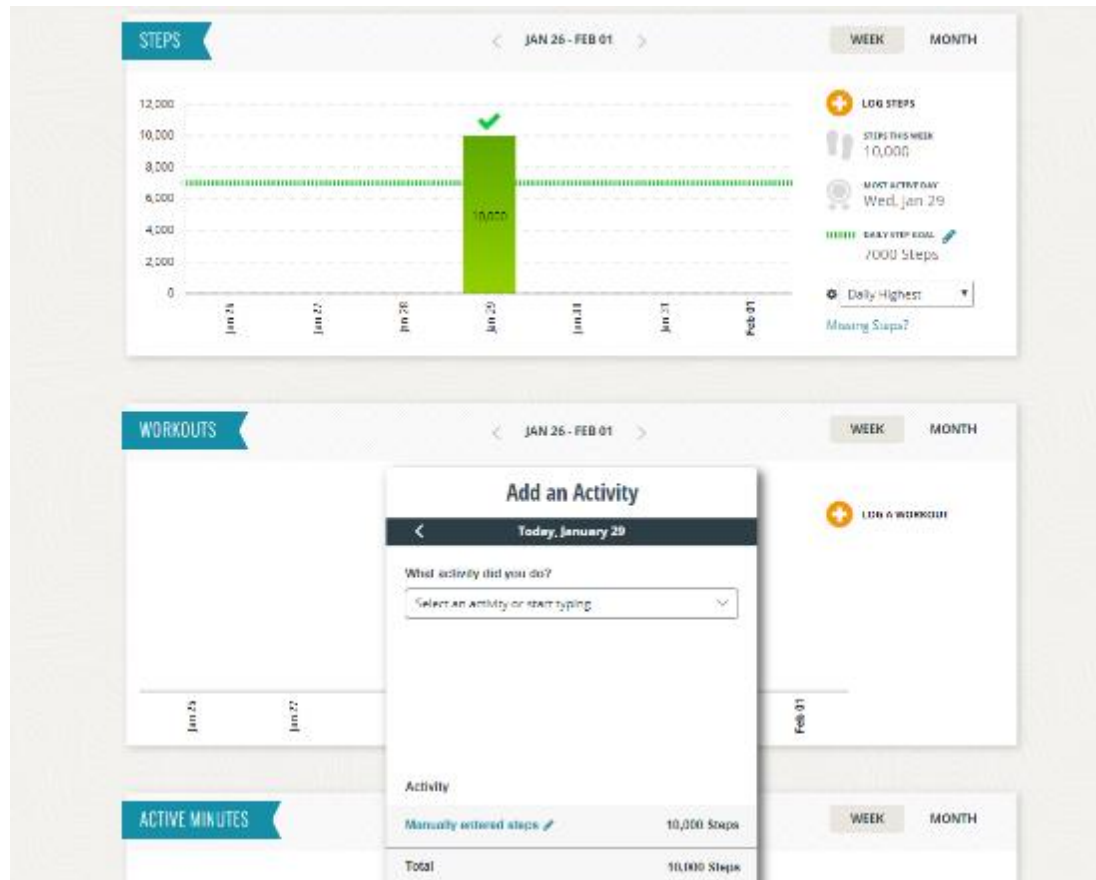 STEPS
JAN 26 - FEB 01
WEEK MONTH
12,000
10,000
8,000
6,000
4,000
2,000
0
10,000
Jan 26
Jan 27
Jan 28
Jan 29
Jan 30
Jan 31
Feb 01
LOG STEPS
STEPS THIS WEEK
10,000
MOST ACTIVE DAY
Wed, Jan 29
DAILY STEP GOAL
7000 Steps
Daily Highest
Missing Steps?
WORKOUTS
JAN 26 - FEB 01
WEEK MONTH
LOG A WORKOUT
Jan 26
Jan 27
Feb 01
Add an Activity
Today, January 29
What activity did you do?
Select an activity or start typing
Activity
Manually entered steps 10,000 Steps
Total 10,000 Steps
ACTIVE MINUTES
WEEK MONTH